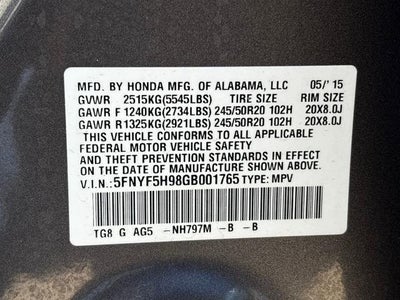 MFD. BY HONDA MFG. OF ALABAMA, LLC 05/'15
GVWR 2515KG(5545LBS) TIRE SIZE RIM SIZE
GAWR F 1240KG(2734LBS) 245/50R20 102H 20X8.0J
GAWR R1325KG(2921LBS) 245/50R20 102H 20X8.0J
THIS VEHICLE CONFORMS TO ALL APPLICABLE
FEDERAL MOTOR VEHICLE SAFETY
AND THEFT PREVENTION STANDARDS IN EFFECT ON THE
DATE OF MANUFACTURE SHOWN ABOVE.
V.I.N.: 5FNYF5H98GB001765 TYPE: MPV
TG8 G AG5 -NH797M -B -B